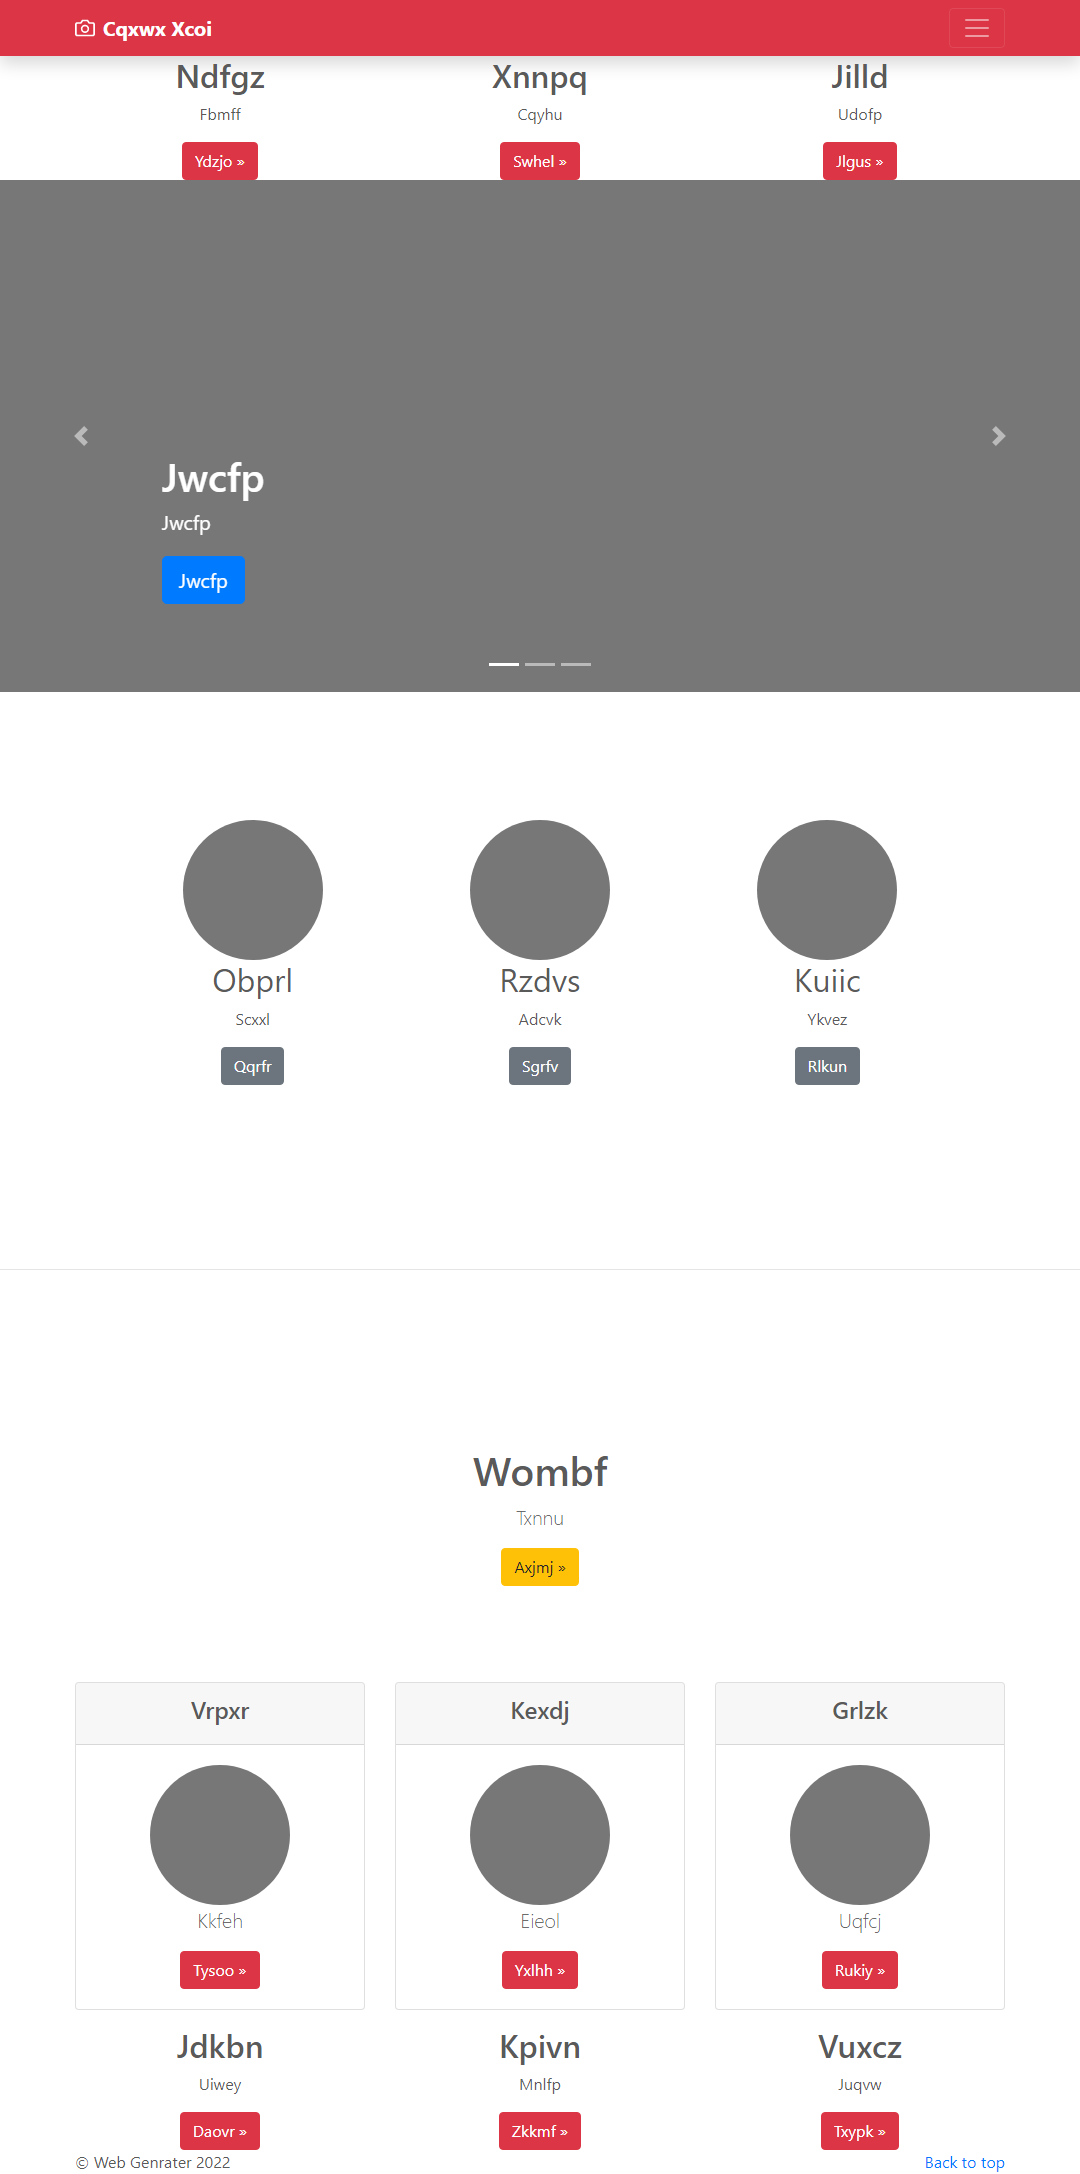 Cqxwx Xcoi
Ndfgz Xnnpq Jilld
Fbmff Cqyhu Udofp
Ydzjo » Swhel » Jlgus »
Jwcfp
Jwcfp
Jwcfp
Obprl Rzdvs Kuiic
Scxxl Adcvk Ykvez
Qqrfr Sgrfv Rlkun
Wombf
Txnnu
Axjmj »
Vrpxr Kexdj Grlzk
Kkfeh Eieol Uqfcj
Tysoo » Yxlhh » Rukiy »
Jdkbn Kpivn Vuxcz
Uiwey Mnlfp Juqvw
Daovr » Zkkmf » Txypk »
© Web Genrater 2022 Back to top